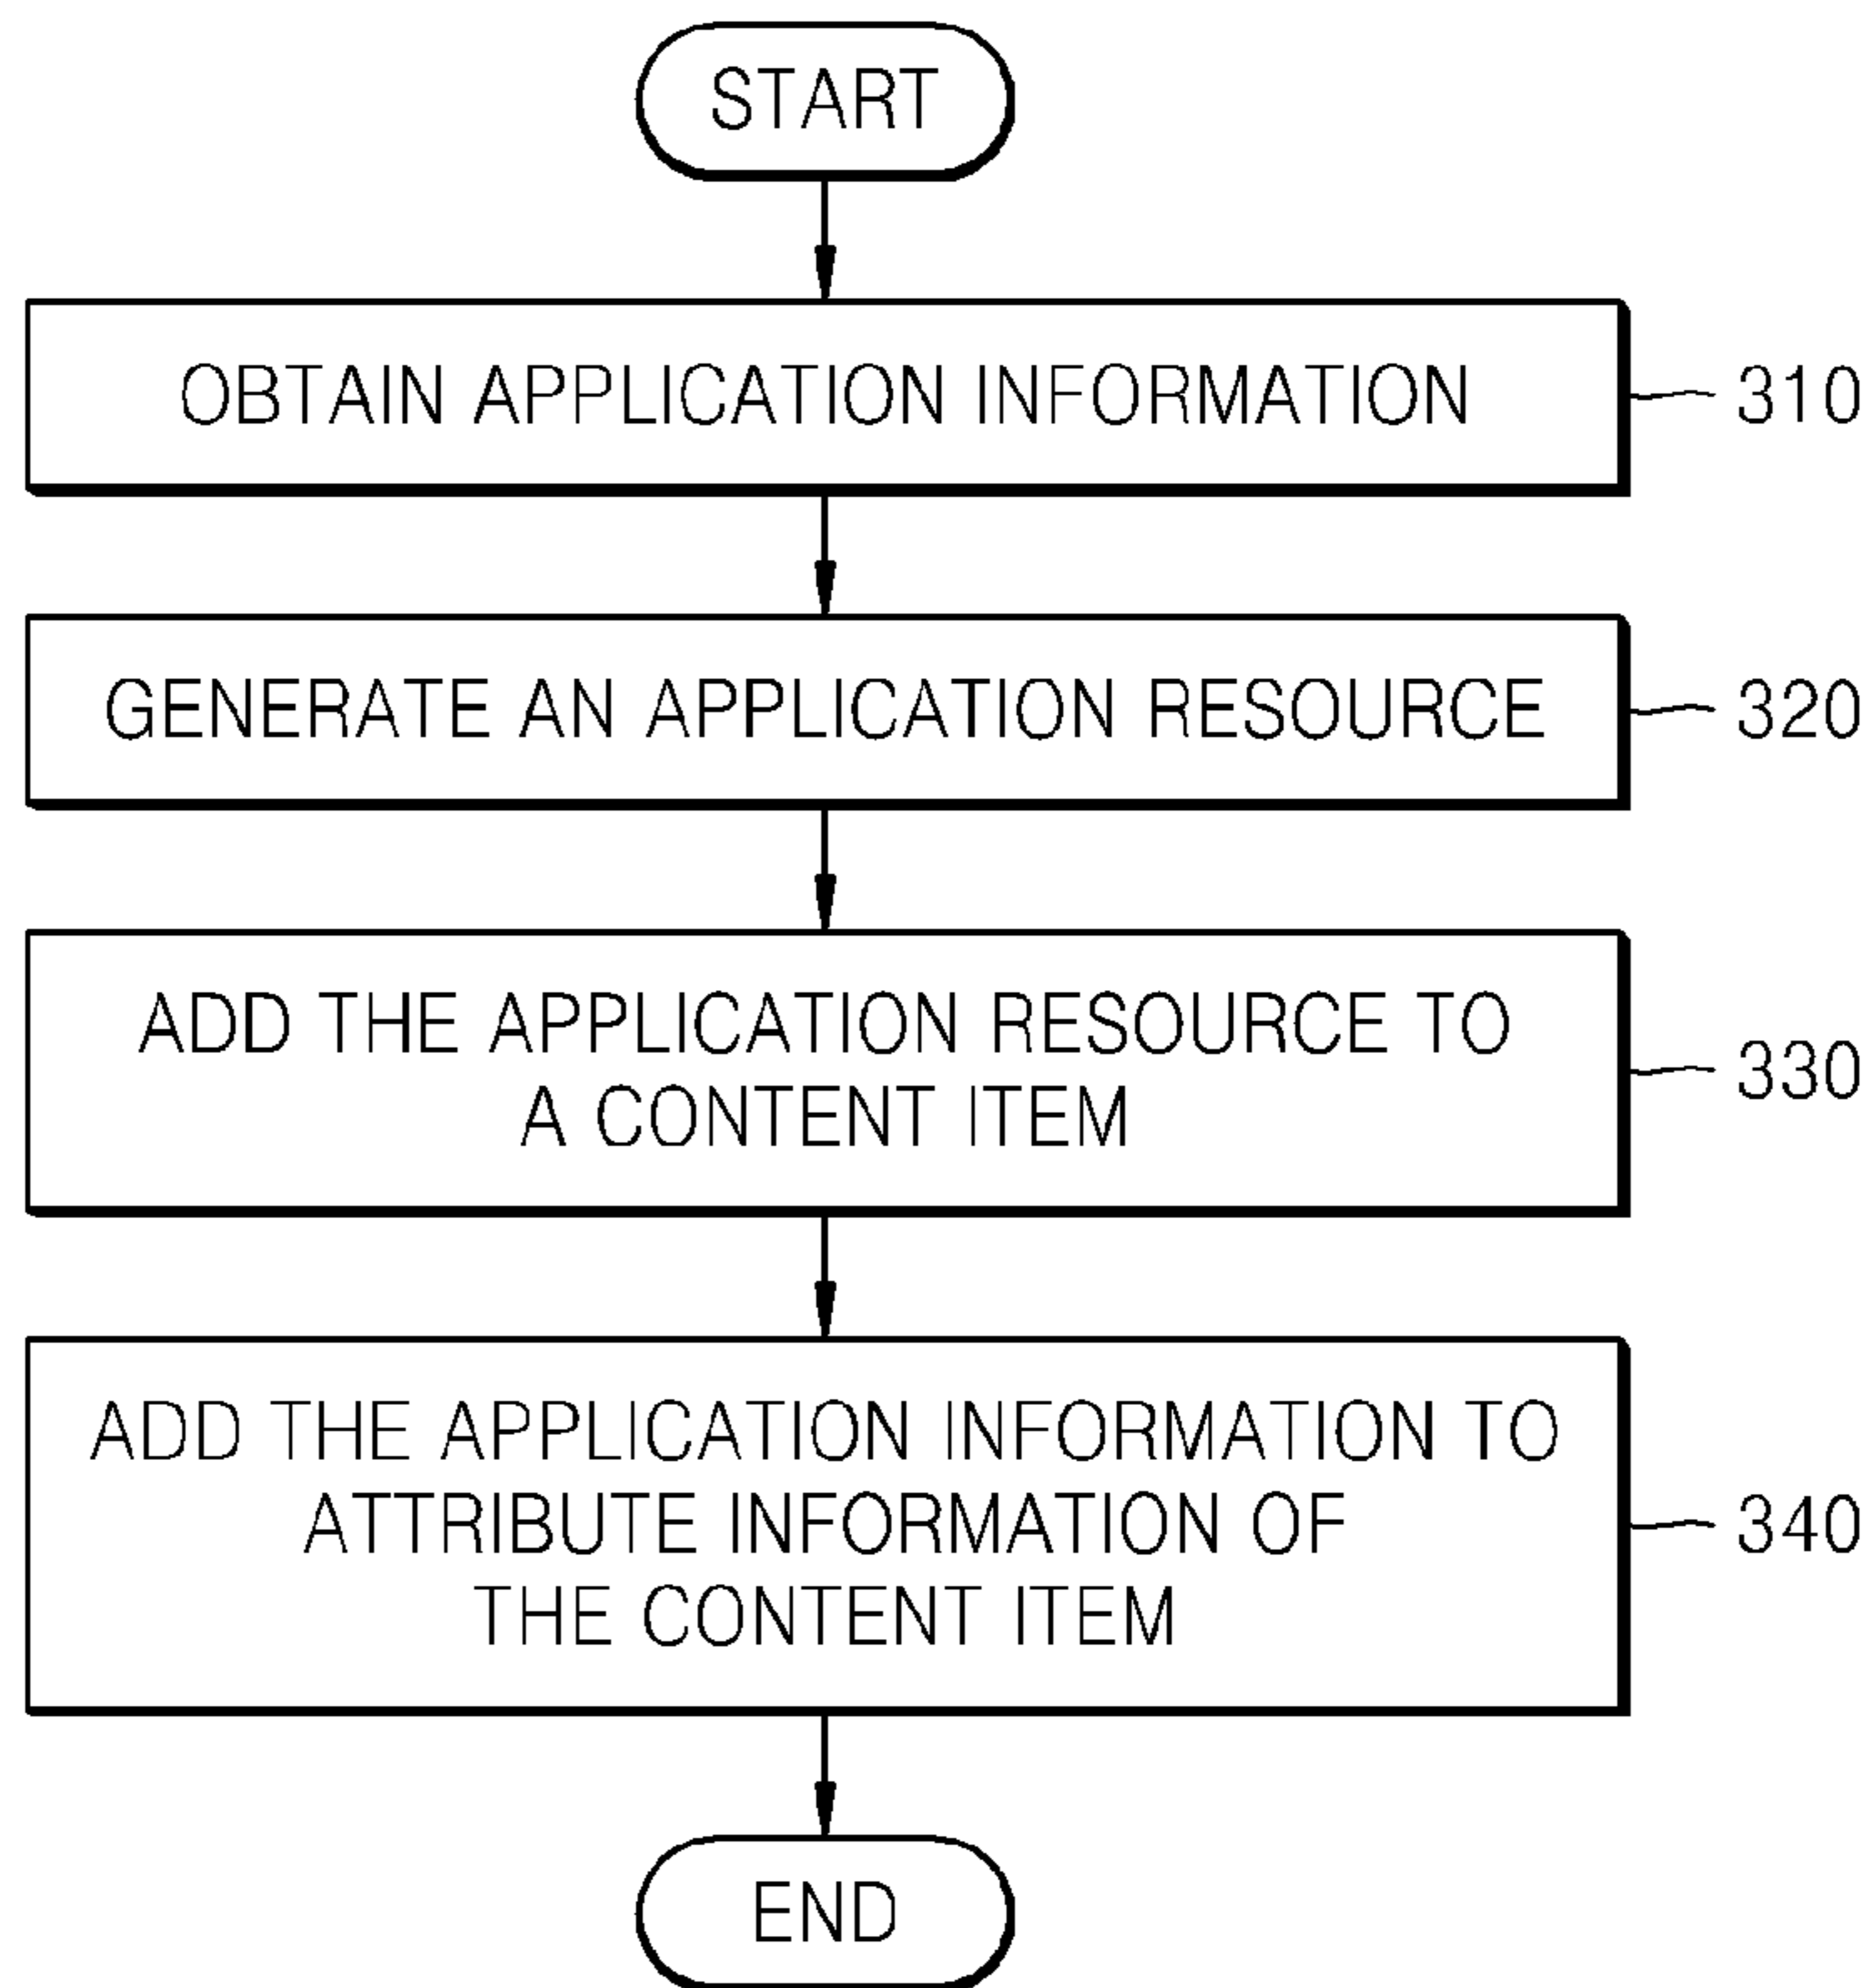 START
OBTAIN APPLICATION INFORMATION
310
GENERATE AN APPLICATION RESOURCE
320
ADD THE APPLICATION RESOURCE TO
A CONTENT ITEM
330
ADD THE APPLICATION INFORMATION TO
ATTRIBUTE INFORMATION OF
THE CONTENT ITEM
340
END